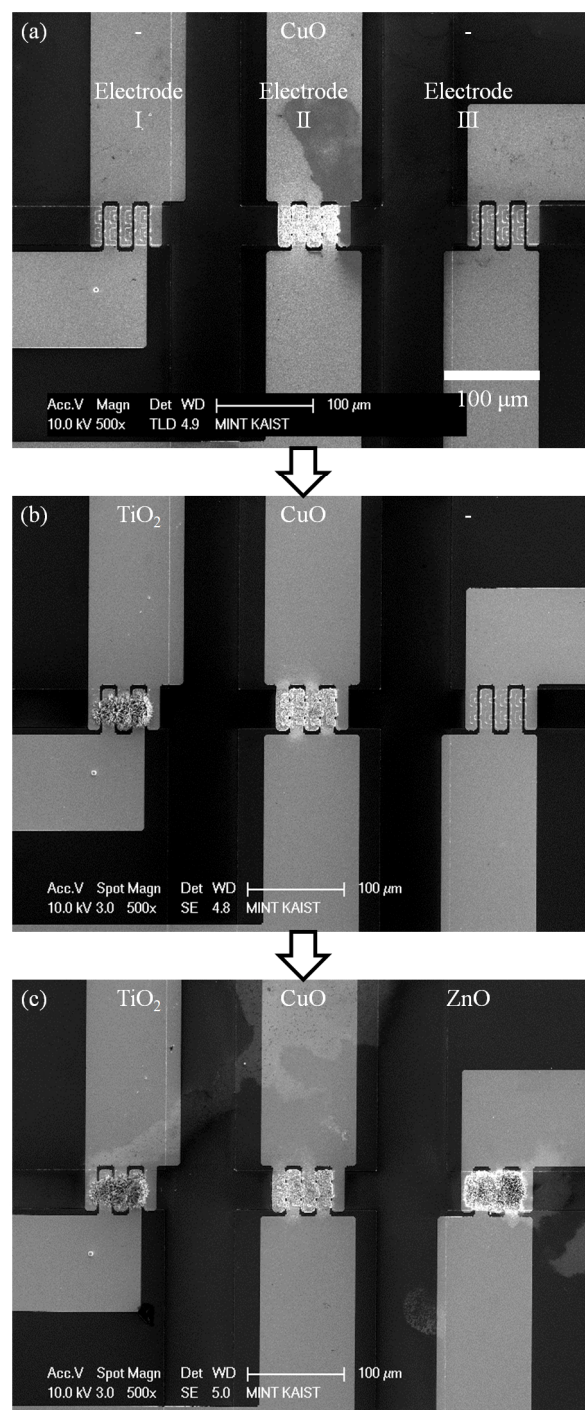 (a) - CuO -
Electrode Electrode Electrode
I II III
100 μm
Acc.V Magn Det WD 100 μm
10.0 kV 500x TLD 4.9 MINT KAIST
(b) TiO₂ CuO -
Acc.V Spot Magn Det WD 100 μm
10.0 kV 3.0 500x SE 4.8 MINT KAIST
(c) TiO₂ CuO ZnO
Acc.V Spot Magn Det WD 100 μm
10.0 kV 3.0 500x SE 5.0 MINT KAIST